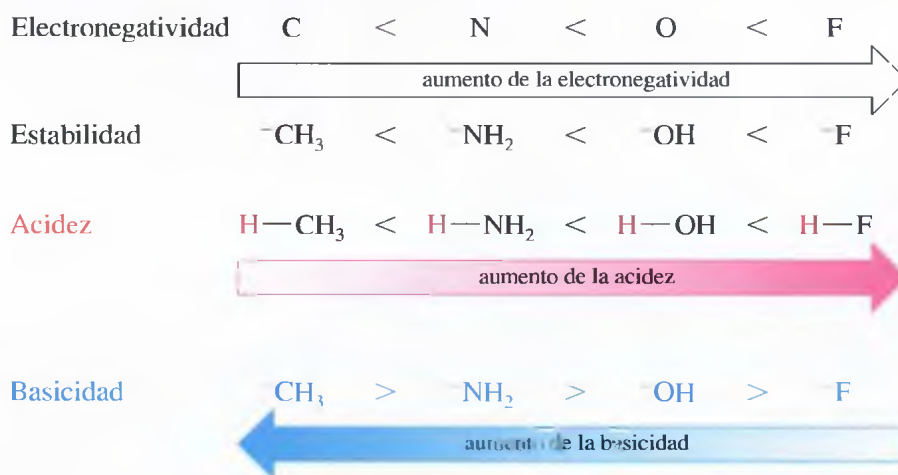 Electronegatividad C < N < O < F
aumento de la electronegatividad
Estabilidad ⁻CH₃ < ⁻NH₂ < ⁻OH < ⁻F
Acidez H—CH₃ < H—NH₂ < H—OH < H—F
aumento de la acidez
Basicidad CH₃ > ⁻NH₂ > ⁻OH > ⁻F
aumento de la basicidad